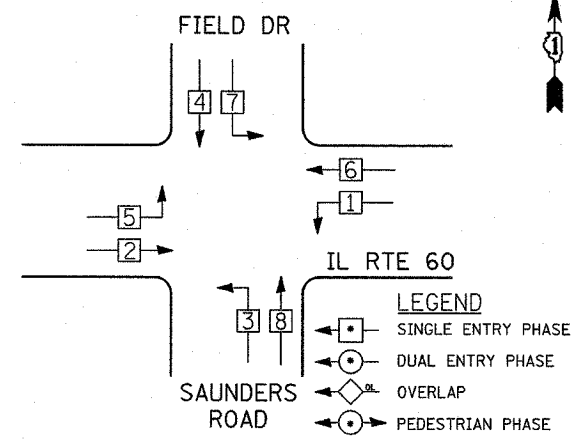 FIELD DR
1
4 7
6
1
5
2
IL RTE 60
3 8
SAUNDERS
ROAD
LEGEND
* SINGLE ENTRY PHASE
* DUAL ENTRY PHASE
OL OVERLAP
* PEDESTRIAN PHASE